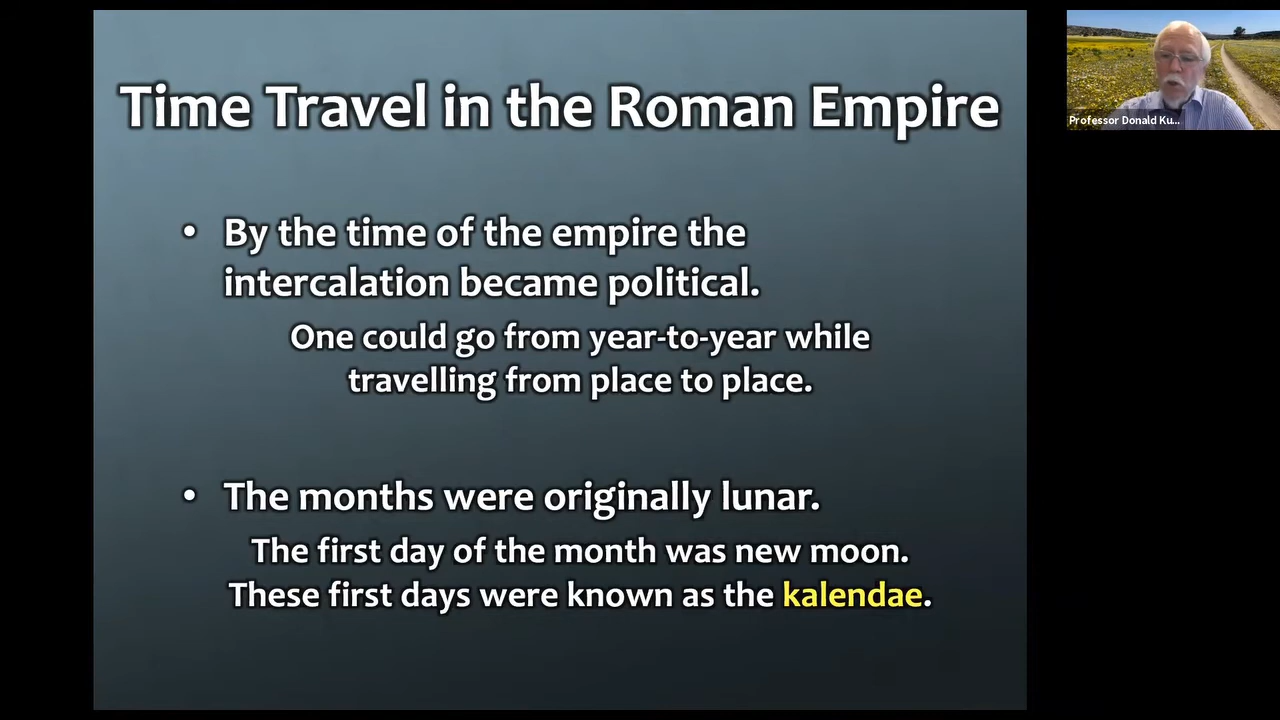 Time Travel in the Roman Empire
• By the time of the empire the
intercalation became political.
One could go from year-to-year while
travelling from place to place.
• The months were originally lunar.
The first day of the month was new moon.
These first days were known as the kalendae.
Professor Donald Ku...